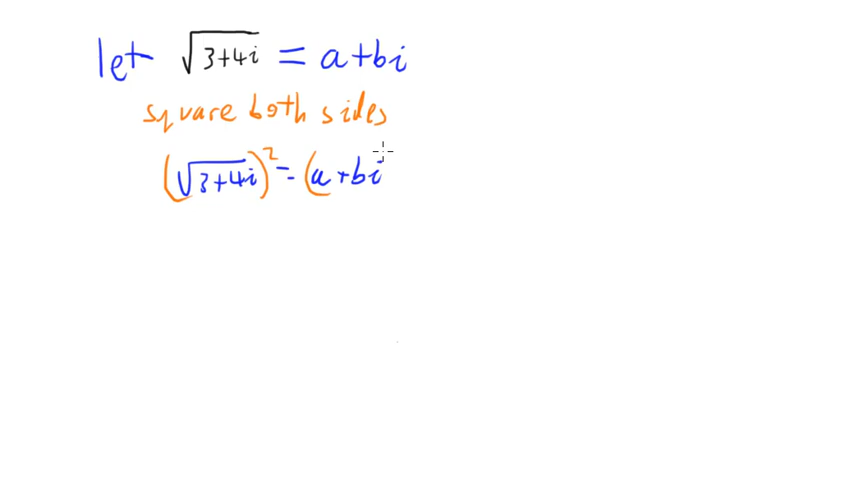 let √3+4i = a+bi
square both sides
(√3+4i)² = (a+bi